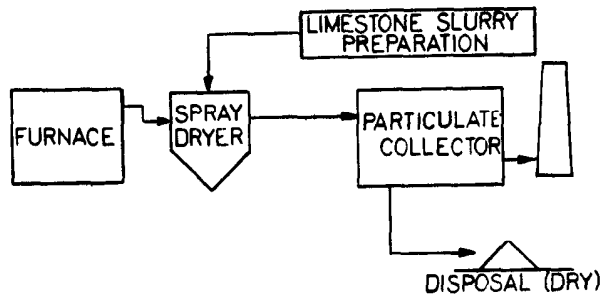 LIMESTONE SLURRY
PREPARATION
FURNACE
SPRAY
DRYER
PARTICULATE
COLLECTOR
DISPOSAL (DRY)